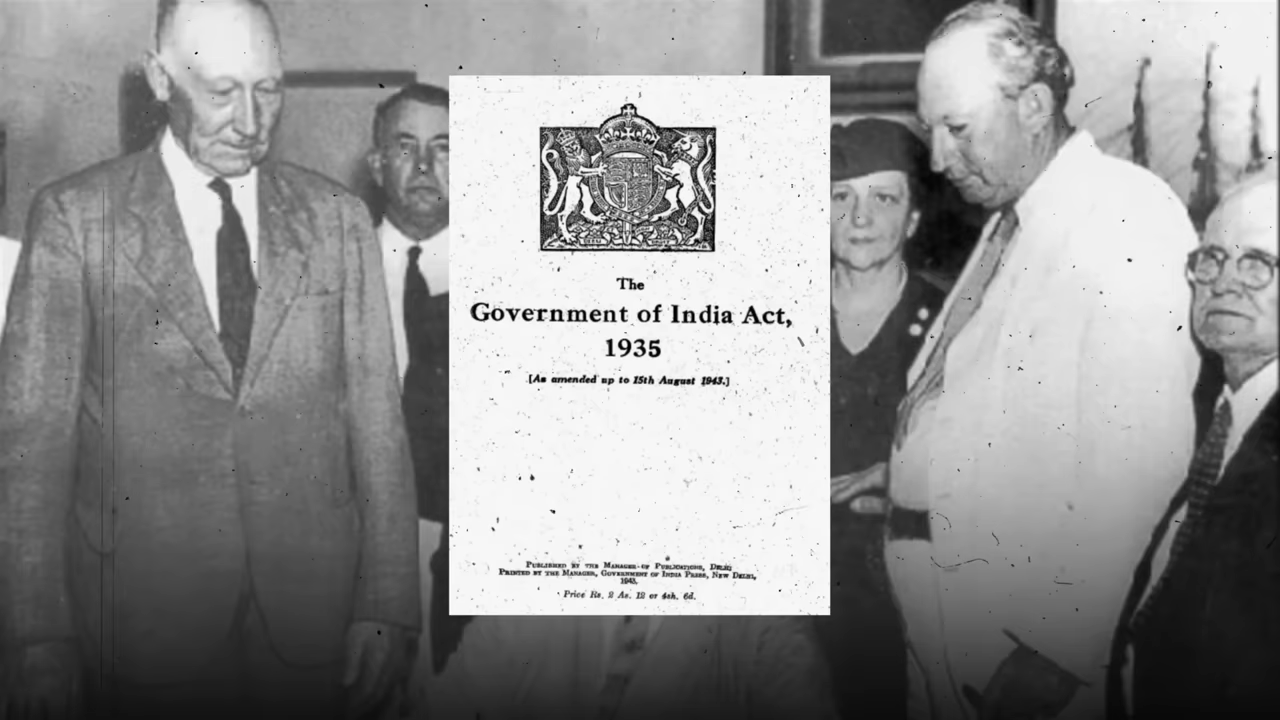 The
Government of India Act,
1935
[As amended up to 15th August 1943.]
Published by the Manager of Publications, Delhi
Printed by the Manager, Government of India Press, New Delhi,
1943.
Price Rs. 2 As. 12 or 4sh. 6d.